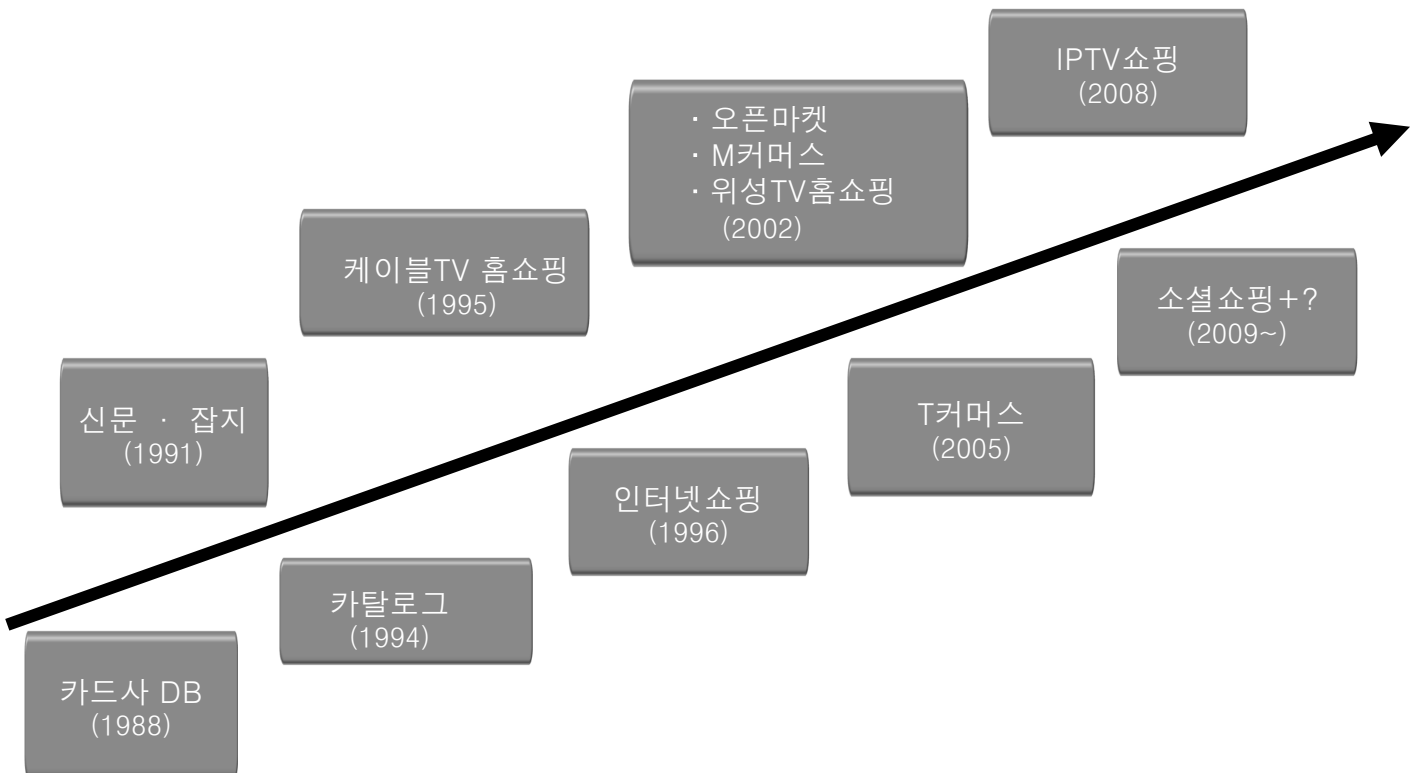 IPTV쇼핑
(2008)
· 오픈마켓
· M커머스
· 위성TV홈쇼핑
(2002)
케이블TV 홈쇼핑
(1995)
소셜쇼핑+?
(2009~)
신문 · 잡지
(1991)
T커머스
(2005)
인터넷쇼핑
(1996)
카탈로그
(1994)
카드사 DB
(1988)